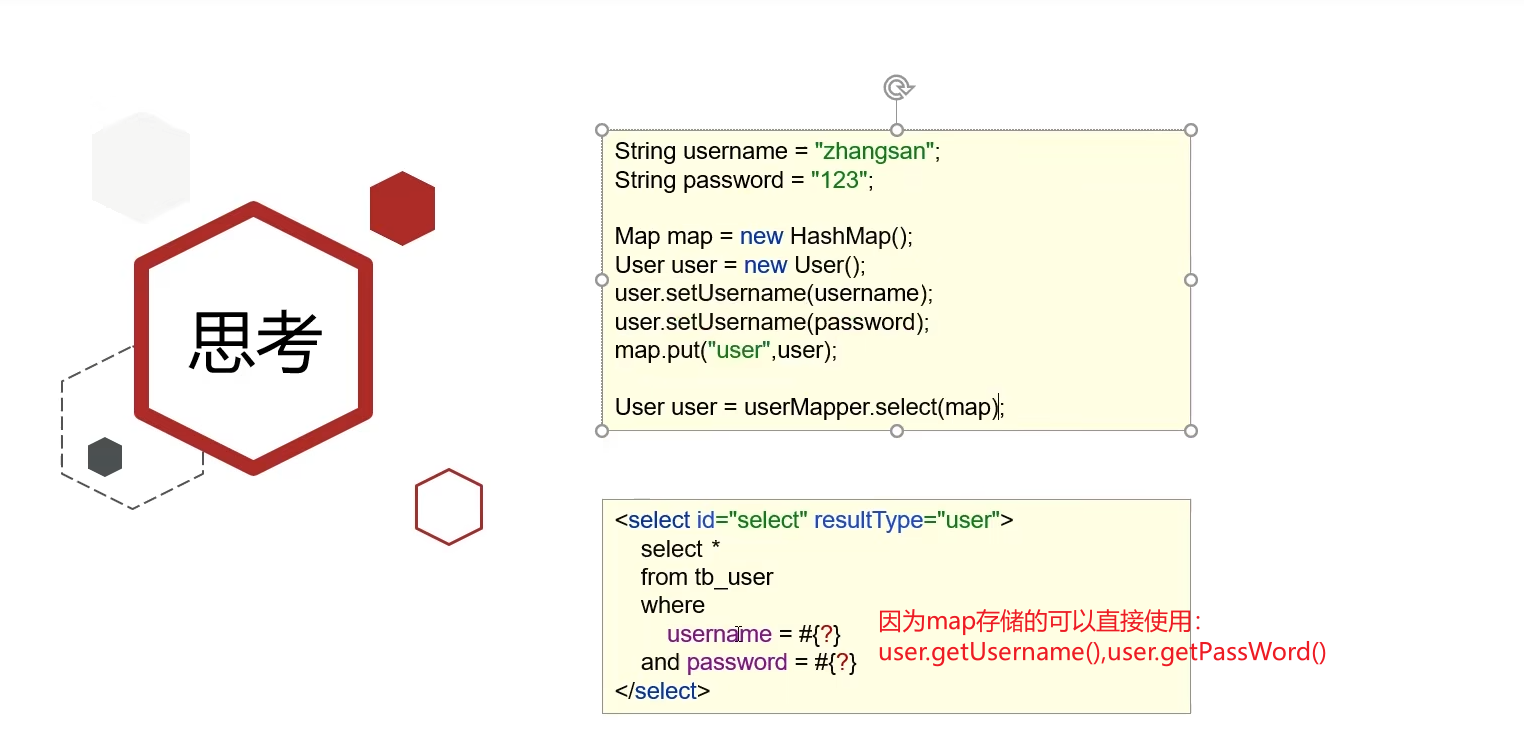 思考
String username = "zhangsan";
String password = "123";
Map map = new HashMap();
User user = new User();
user.setUsername(username);
user.setUsername(password);
map.put("user",user);
User user = userMapper.select(map);
<select id="select" resultType="user">
select *
from tb_user
where
username = #{?}
and password = #{?}
</select>
因为map存储的可以直接使用：
user.getUsername(),user.getPassWord()